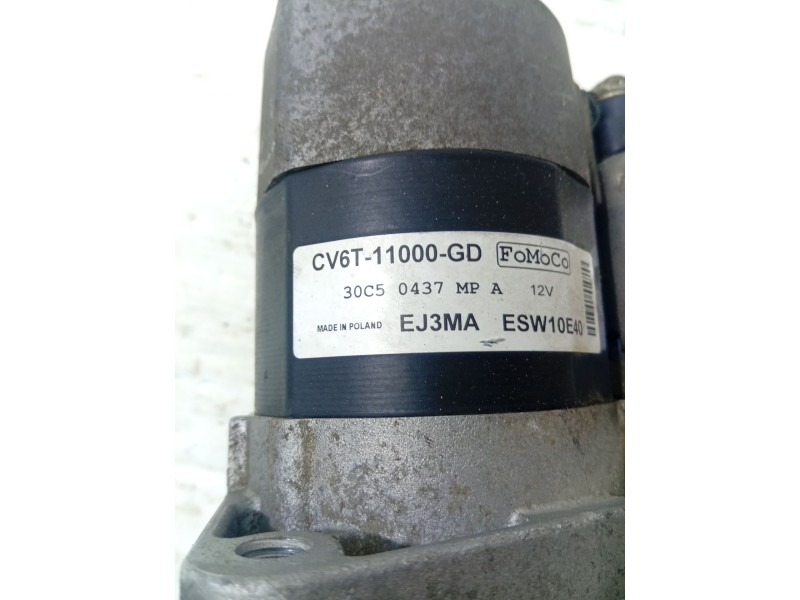 CV6T-11000-GD FoMoCo
30C5 0437 MP A 12V
MADE IN POLAND EJ3MA ESW10E40